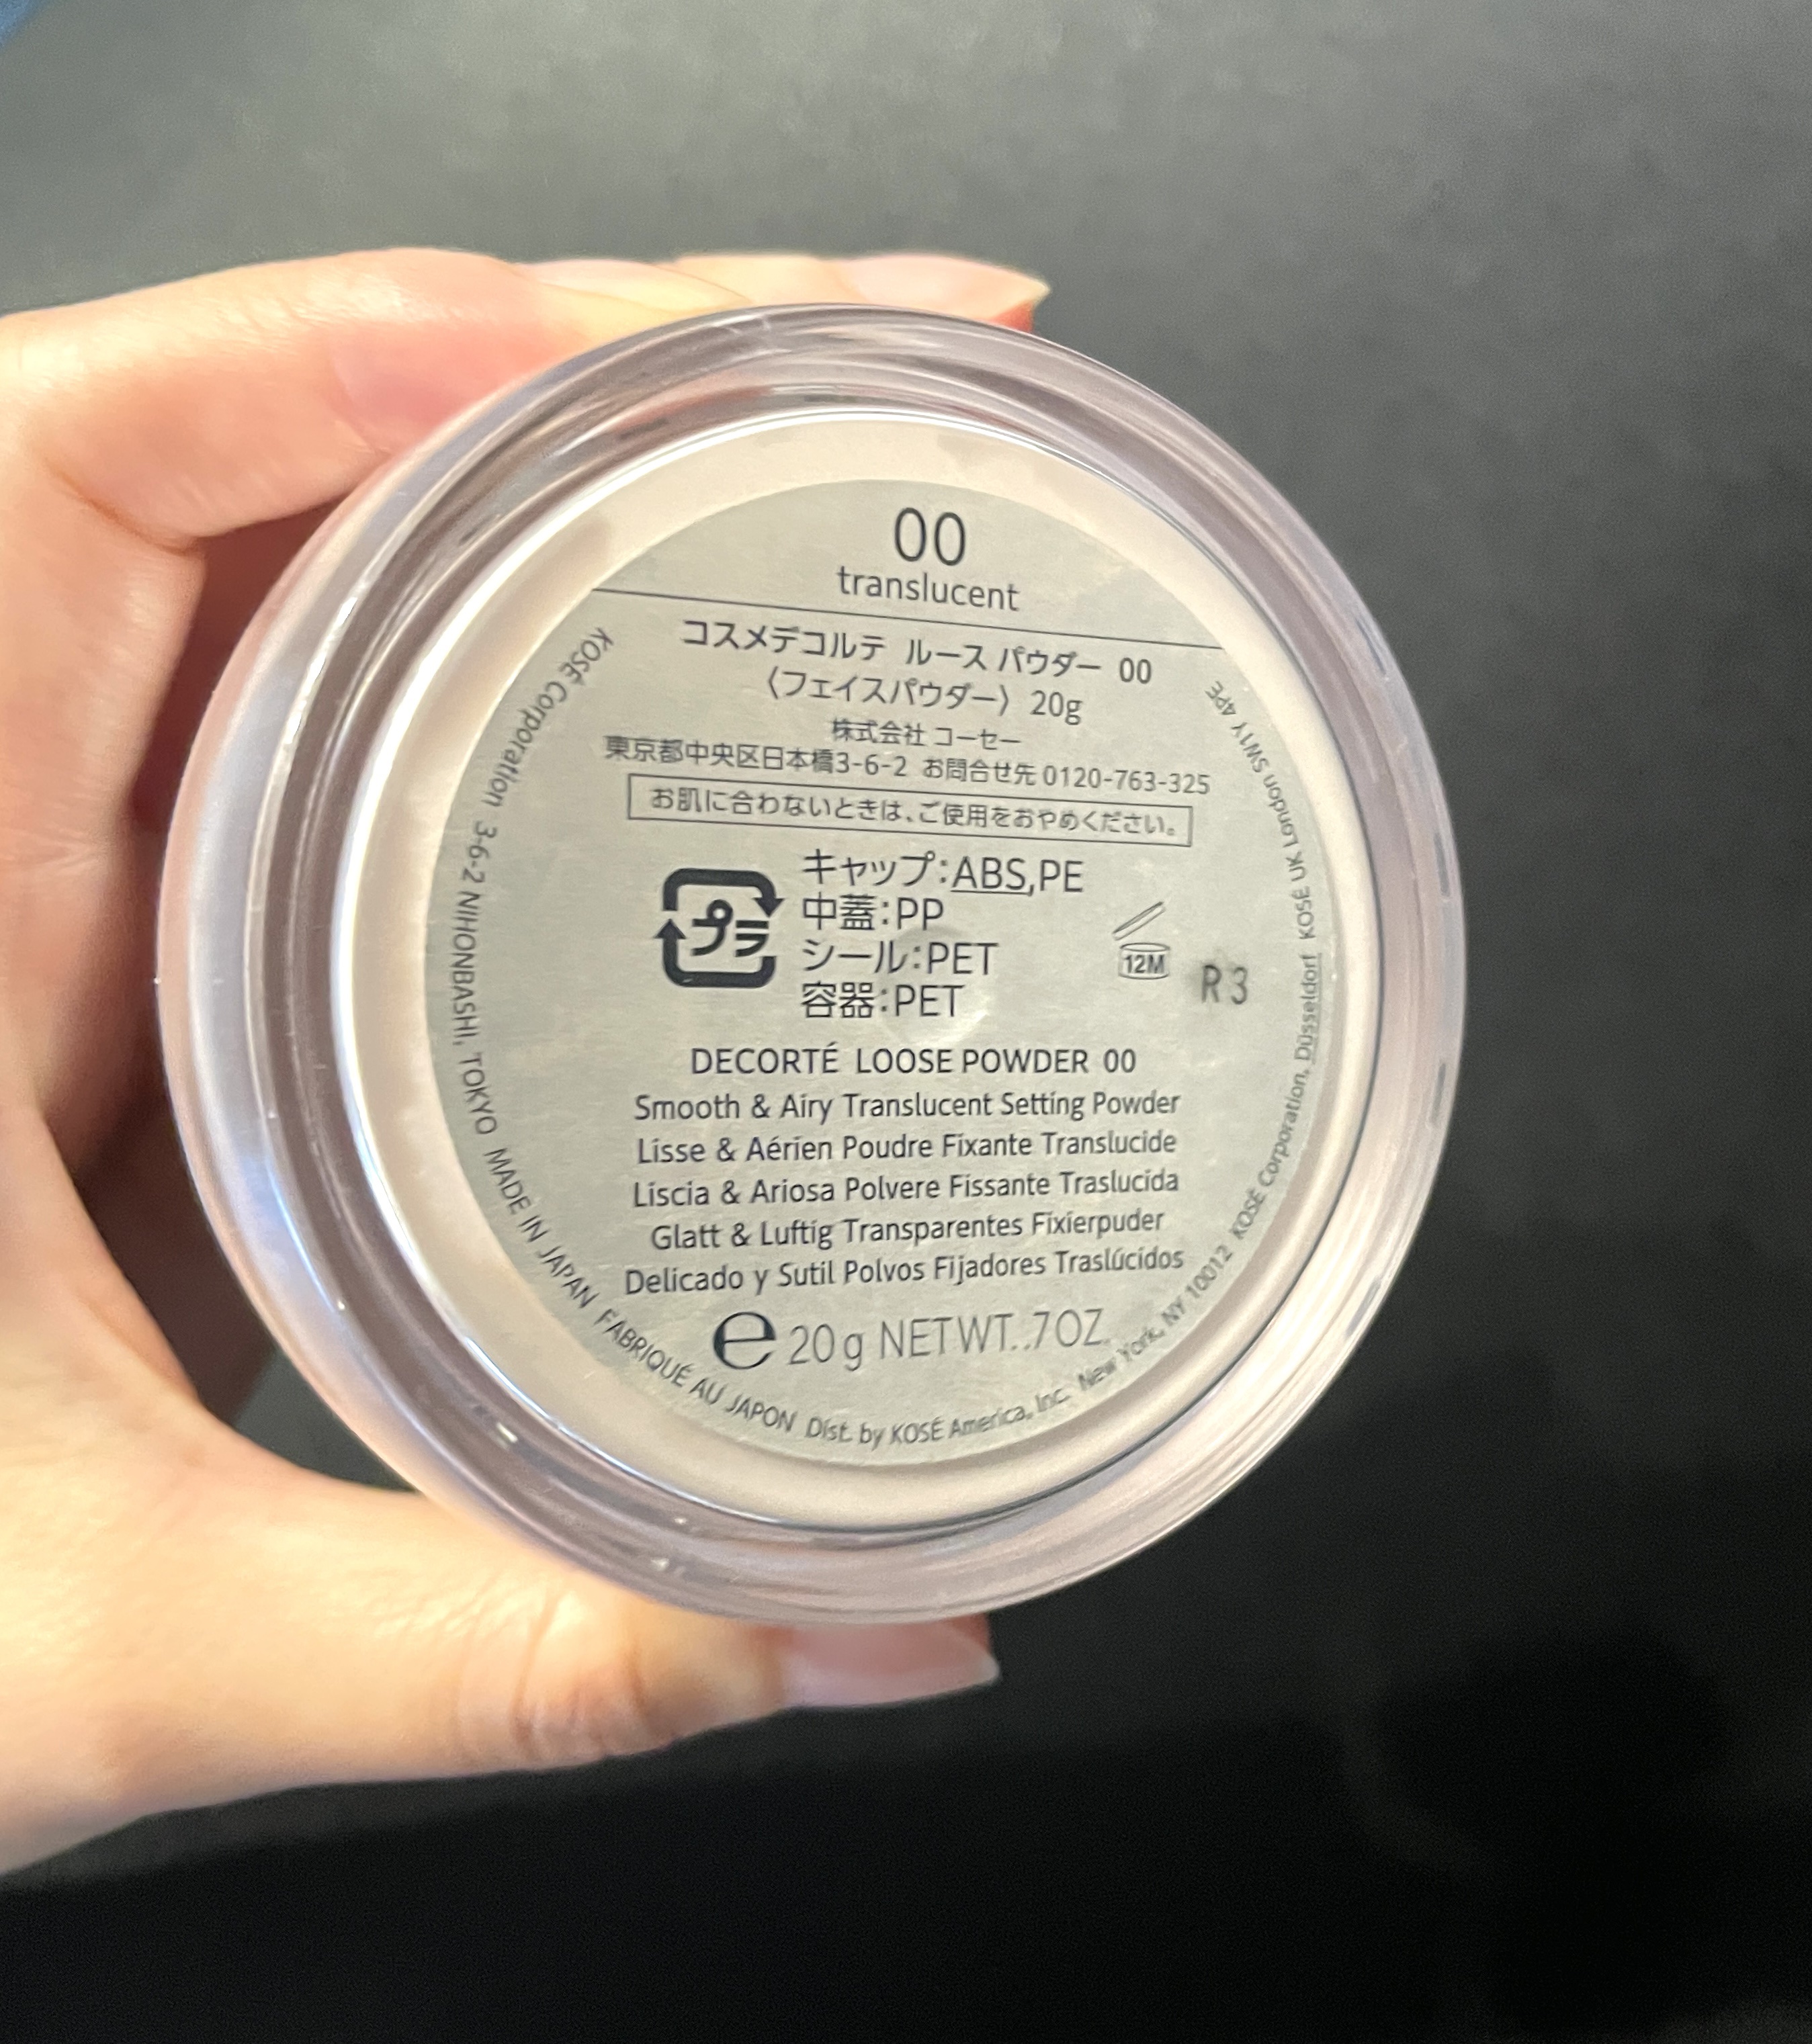 00
translucent
コスメデコルテ ルース パウダー 00
〈フェイスパウダー〉 20g
株式会社 コーセー
東京都中央区日本橋3-6-2 お問合せ先 0120-763-325
お肌に合わないときは、ご使用をおやめください。
プラ
キャップ:ABS,PE
中蓋:PP
シール:PET
容器:PET
12M
R3
DECORTÉ LOOSE POWDER 00
Smooth & Airy Translucent Setting Powder
Lisse & Aérien Poudre Fixante Translucide
Liscia & Ariosa Polvere Fissante Traslucida
Glatt & Luftig Transparentes Fixierpuder
Delicado y Sutil Polvos Fijadores Traslúcidos
e 20g NET WT. .7OZ.
KOSÉ Corporation 3-6-2 NIHONBASHI, TOKYO MADE IN JAPAN FABRIQUÉ AU JAPON Dist. by KOSÉ America, Inc. New York, NY 10012 KOSÉ Corporation, Düsseldorf KOSÉ UK London SW1Y 4PE